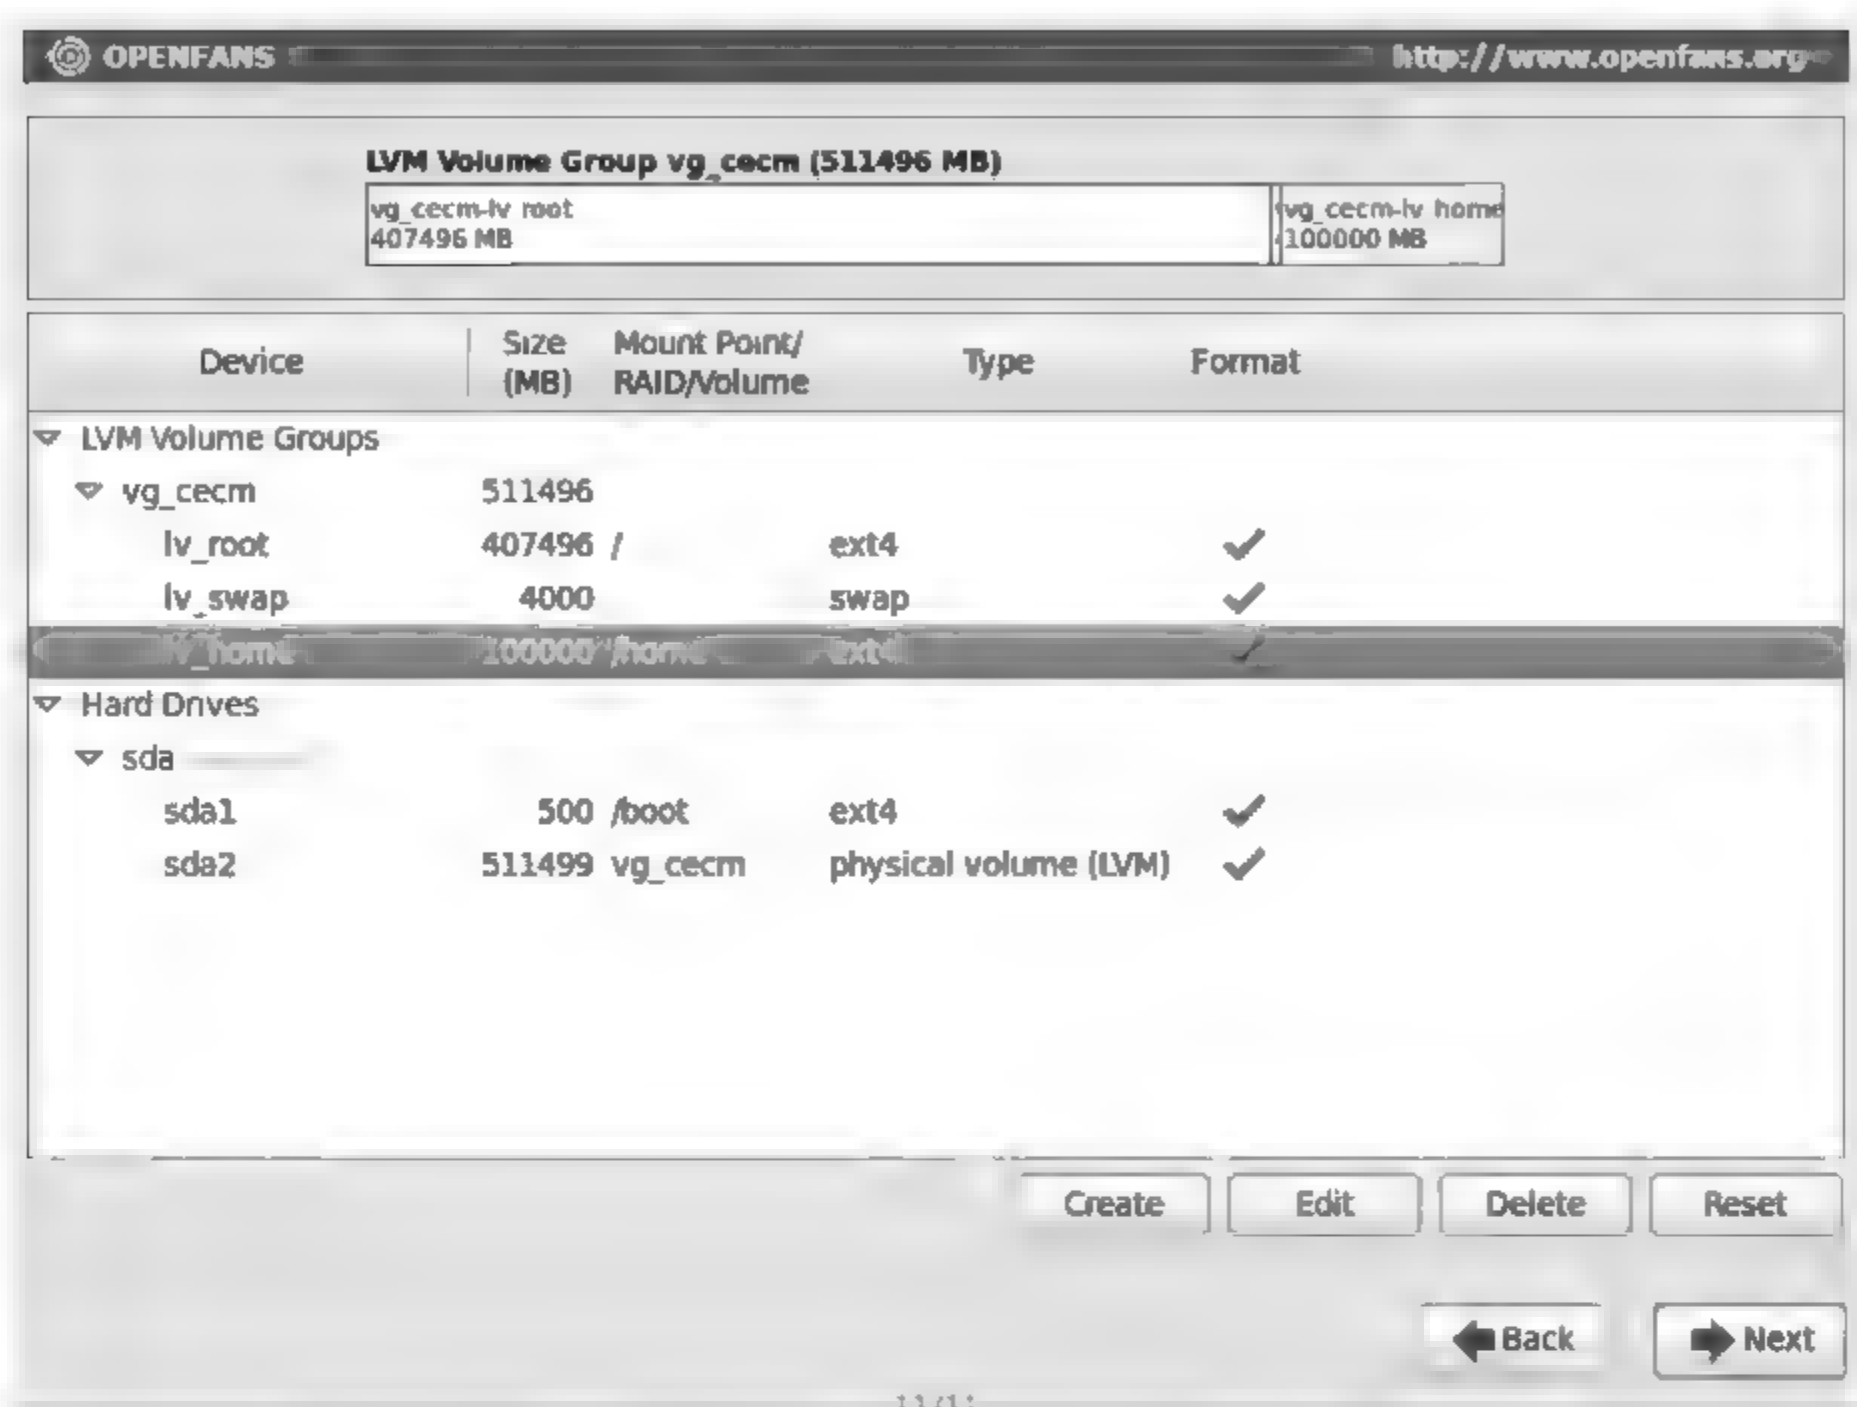 OPENFANS http://www.openfans.org
LVM Volume Group vg_cecm (511496 MB)
vg_cecm-lv root vg_cecm-lv home
407496 MB 100000 MB
Device Size (MB) Mount Point/ RAID/Volume Type Format
LVM Volume Groups
vg_cecm 511496
lv_root 407496 / ext4
lv_swap 4000 swap
lv_home 100000 /home ext4
Hard Drives
sda
sda1 500 /boot ext4
sda2 511499 vg_cecm physical volume (LVM)
Create Edit Delete Reset
Back Next